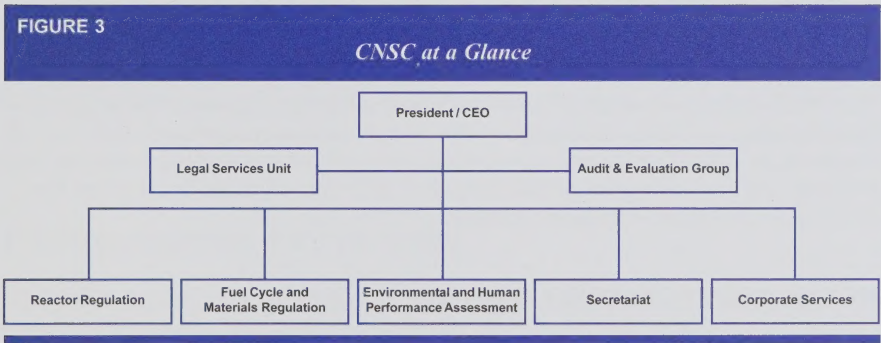 FIGURE 3
CNSC at a Glance
President / CEO
Legal Services Unit
Audit & Evaluation Group
Reactor Regulation
Fuel Cycle and
Materials Regulation
Environmental and Human
Performance Assessment
Secretariat
Corporate Services